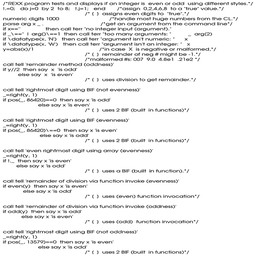 /*REXX program tests and displays if an integer is  even or odd  using different styles.*/
!.=0;   do j=0 by 2 to 8;   !.j=1;   end    /*assign 0,2,4,6,8  to a "true" value.*/
/* [ ]  assigns even digits to  "true".*/
numeric digits 1000                    /*handle most huge numbers from the CL.*/
parse arg x _ .                        /*get an argument from the command line*/
if x==''            then call terr 'no integer input (argument).'
if _\=='' | arg()\==1  then call terr 'too many arguments: '  _  arg(2)
if \datatype(x, 'N')   then call terr "argument isn't numeric: "   x
if \datatype(x, 'W')   then call terr "argument isn't an integer: "  x
y=abs(x)/1                         /*in case  X  is negative or malformed,*/
/* [ ]  remainder of neg # might be -1.*/
/*malformed #s: 007  9.0  4.8e1  .21e2 */
call tell 'remainder method (oddness)'
if y//2  then say  x  'is odd'
else say  x  'is even'
/* [ ]  uses division to get remainder.*/

call tell 'rightmost digit using BIF (not evenness)'
_=right(y, 1)
if pos(_, 86420)==0  then say x 'is odd'
else say x 'is even'
/* [ ]  uses 2 BIF (built in functions).*/

call tell 'rightmost digit using BIF (evenness)'
_=right(y, 1)
if pos(_, 86420)\==0  then say x 'is even'
else say x 'is odd'
/* [ ]  uses 2 BIF (built in functions).*/

call tell 'even rightmost digit using array (evenness)'
_=right(y, 1)
if !._  then say x 'is even'
else say x 'is odd'
/* [ ]  uses a BIF (built in function).*/

call tell 'remainder of division via function invoke (evenness)'
if even(y)  then say x 'is even'
else say x 'is odd'
/* [ ]  uses (even) function invocation*/

call tell 'remainder of division via function invoke (oddness)'
if odd(y)  then say x 'is odd'
else say x 'is even'
/* [ ]  uses (odd)  function invocation*/

call tell 'rightmost digit using BIF (not oddness)'
_=right(y, 1)
if pos(_, 13579)==0  then say x 'is even'
else say x 'is odd'
/* [ ]  uses 2 BIF (built in functions).*/